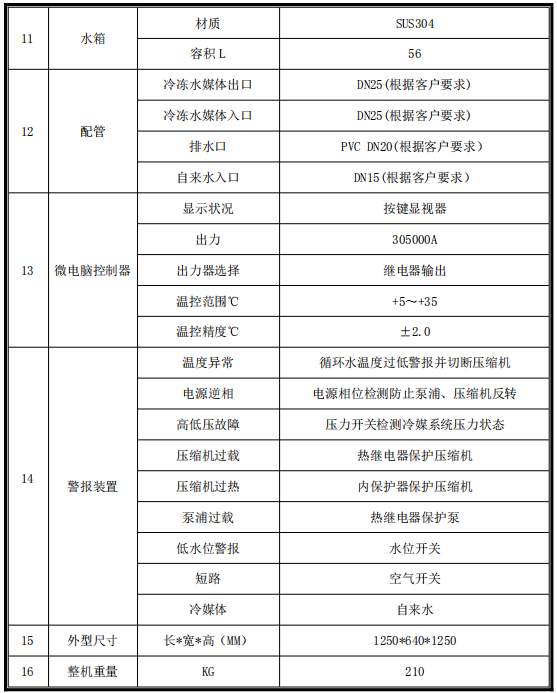 11 水箱 材质 SUS304
容积 L 56
12 配管 冷冻水媒体出口 DN25(根据客户要求)
冷冻水媒体入口 DN25(根据客户要求)
排水口 PVC DN20(根据客户要求）
自来水入口 DN15(根据客户要求）
13 微电脑控制器 显示状况 按键显视器
出力 305000A
出力器选择 继电器输出
温控范围℃ +5～+35
温控精度℃ ±2.0
14 警报装置 温度异常 循环水温度过低警报并切断压缩机
电源逆相 电源相位检测防止泵浦、压缩机反转
高低压故障 压力开关检测冷媒系统压力状态
压缩机过载 热继电器保护压缩机
压缩机过热 内保护器保护压缩机
泵浦过载 热继电器保护泵
低水位警报 水位开关
短路 空气开关
冷媒体 自来水
15 外型尺寸 长*宽*高（MM） 1250*640*1250
16 整机重量 KG 210